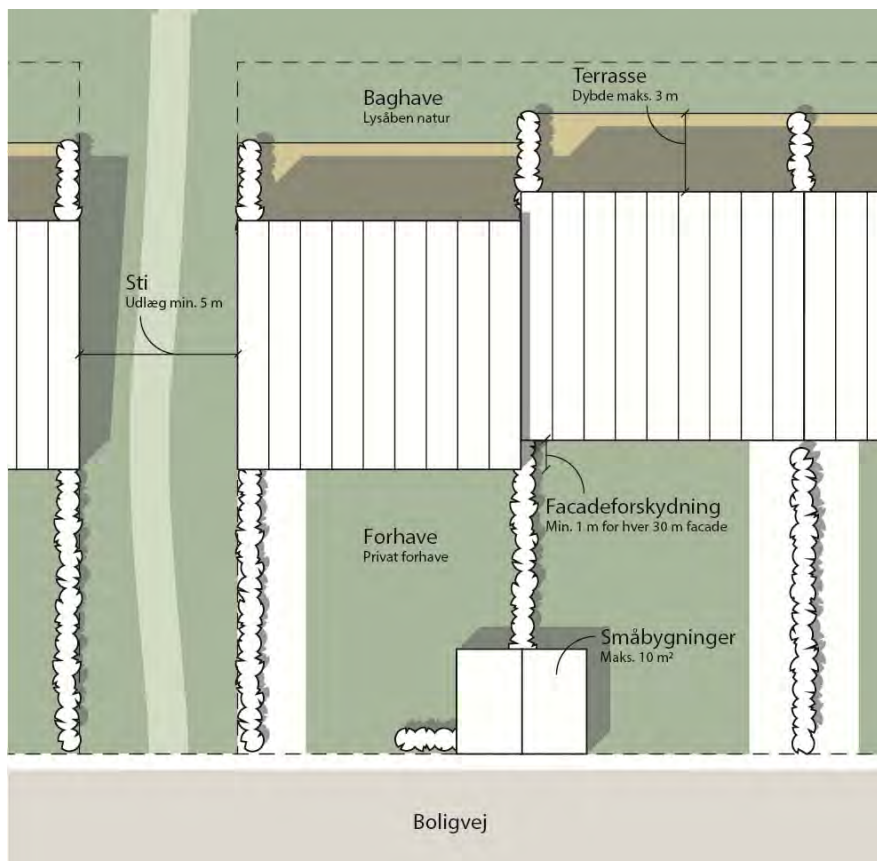 Terrasse
Dybde maks. 3 m
Baghave
Lysåben natur
Sti
Udlæg min. 5 m
Facadeforskydning
Min. 1 m for hver 30 m facade
Forhave
Privat forhave
Småbygninger
Maks. 10 m²
Boligvej